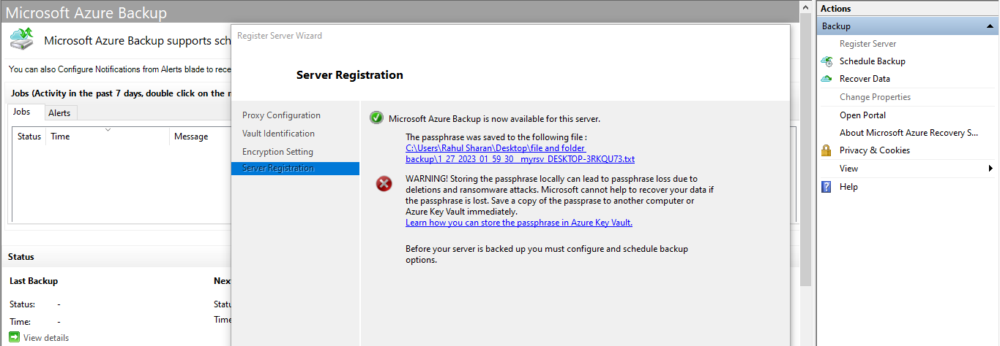 Microsoft Azure Backup
Microsoft Azure Backup supports sch
You can also Configure Notifications from Alerts blade to rece
Jobs (Activity in the past 7 days, double click on the m
Jobs
Alerts
Status Time Message
Status
Last Backup
Nex
Status: -
Statu
Time: -
Time
View details
Register Server Wizard
Server Registration
Proxy Configuration
Vault Identification
Encryption Setting
Server Registration
Microsoft Azure Backup is now available for this server.
The passphrase was saved to the following file :
C:\Users\Rahul Sharan\Desktop\file and folder
backup\1_27_2023_01_59_30__myrsv_DESKTOP-3RKQU73.txt
WARNING! Storing the passphrase locally can lead to passphrase loss due to
deletions and ransomware attacks. Microsoft cannot help to recover your data if
the passphrase is lost. Save a copy of the passprase to another computer or
Azure Key Vault immediately.
Learn how you can store the passphrase in Azure Key Vault.
Before your server is backed up you must configure and schedule backup
options.
Actions
Backup
Register Server
Schedule Backup
Recover Data
Change Properties
Open Portal
About Microsoft Azure Recovery S...
Privacy & Cookies
View
Help